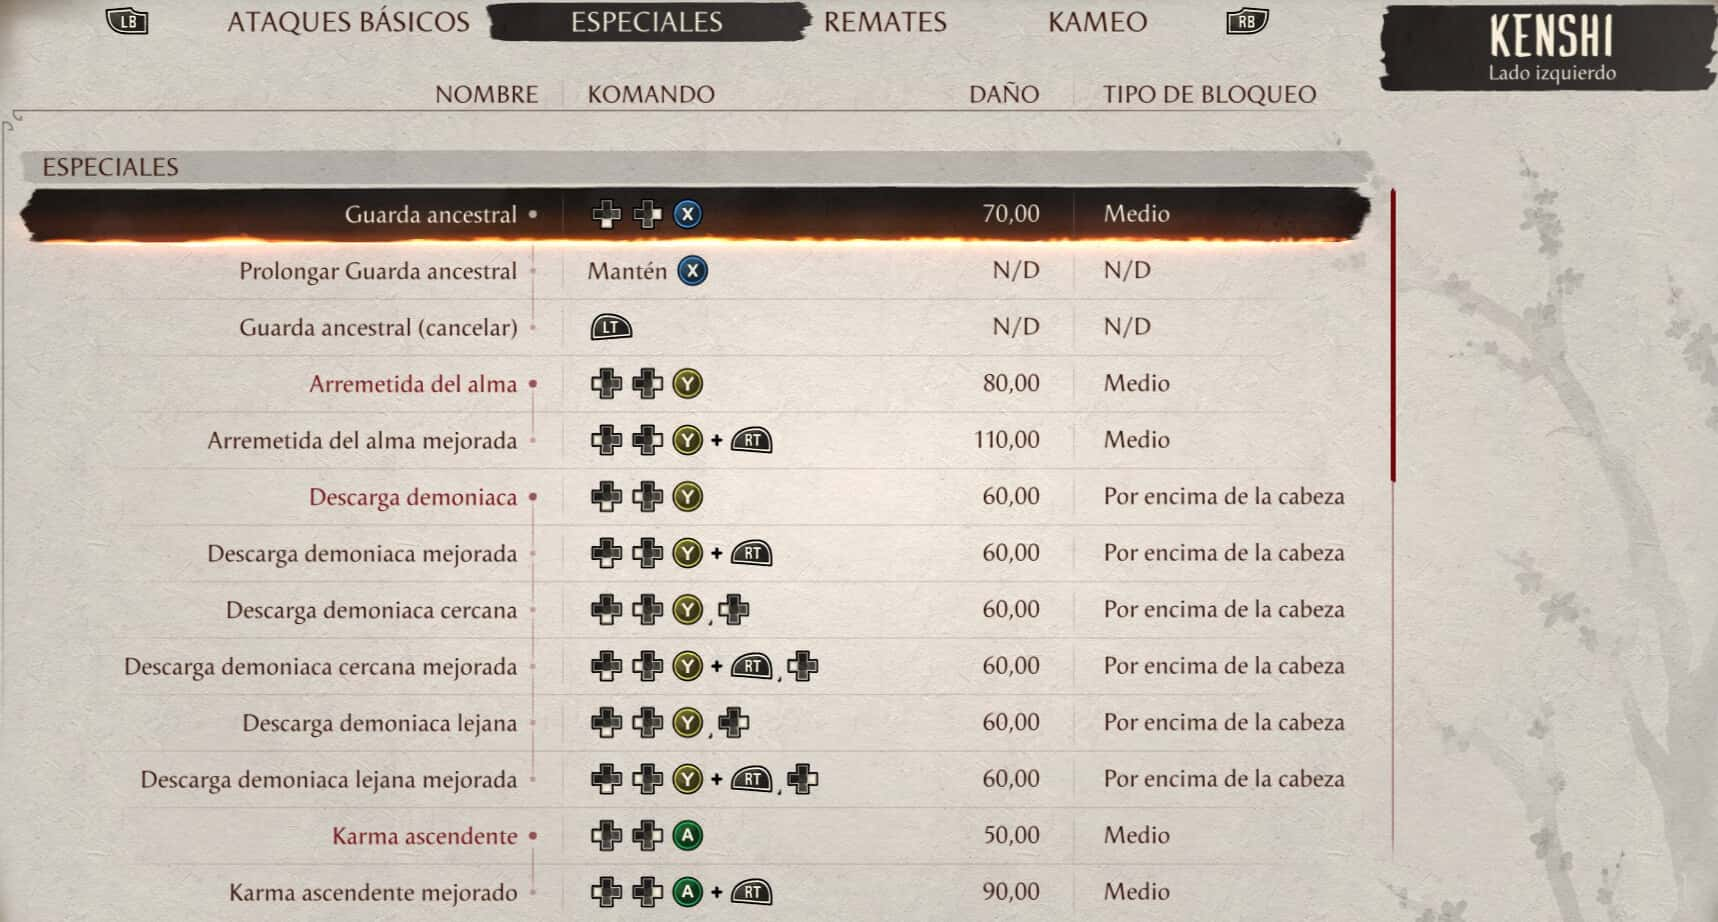 LB ATAQUES BÁSICOS ESPECIALES REMATES KAMEO RB
KENSHI
Lado izquierdo
NOMBRE KOMANDO DAÑO TIPO DE BLOQUEO
ESPECIALES
Guarda ancestral X 70,00 Medio
Prolongar Guarda ancestral Mantén X N/D N/D
Guarda ancestral (cancelar) LT N/D N/D
Arremetida del alma Y 80,00 Medio
Arremetida del alma mejorada Y + RT 110,00 Medio
Descarga demoniaca Y 60,00 Por encima de la cabeza
Descarga demoniaca mejorada Y + RT 60,00 Por encima de la cabeza
Descarga demoniaca cercana Y , 60,00 Por encima de la cabeza
Descarga demoniaca cercana mejorada Y + RT , 60,00 Por encima de la cabeza
Descarga demoniaca lejana Y , 60,00 Por encima de la cabeza
Descarga demoniaca lejana mejorada Y + RT , 60,00 Por encima de la cabeza
Karma ascendente A 50,00 Medio
Karma ascendente mejorado A + RT 90,00 Medio